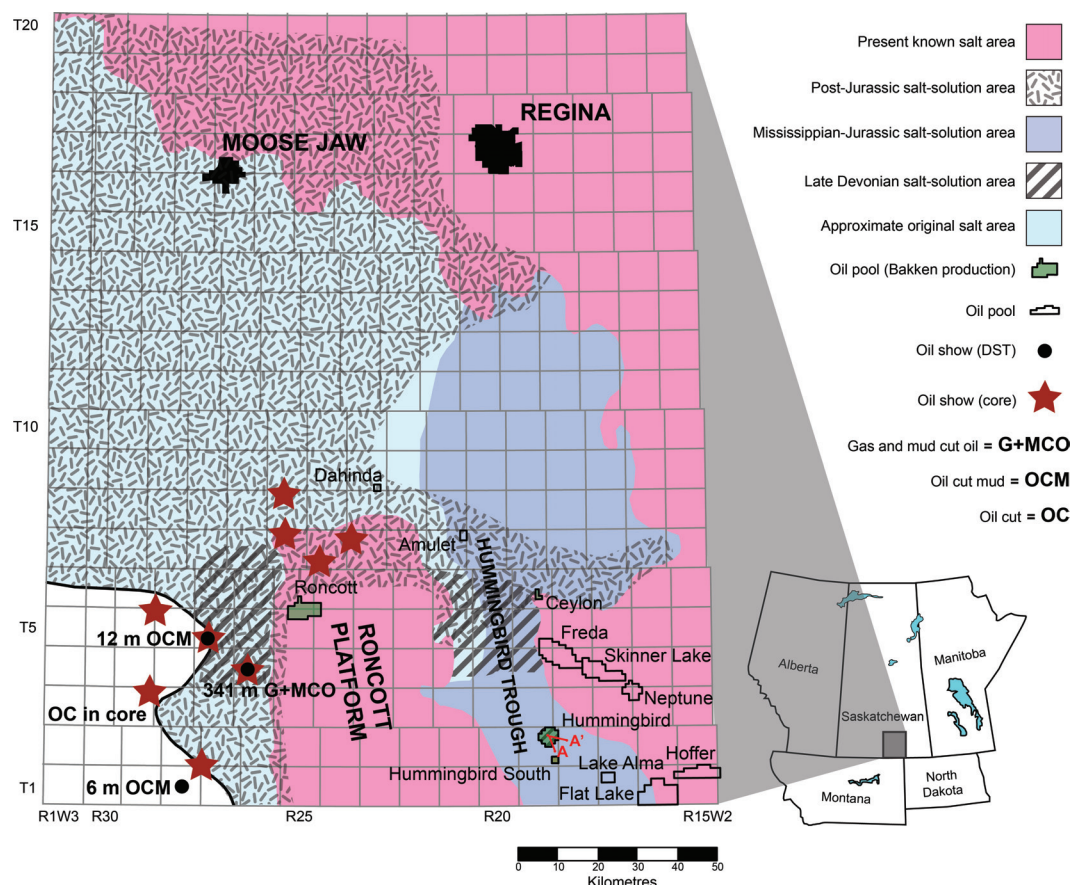 T20
T15
T10
T5
T1
MOOSE JAW
REGINA
Dahinda
Amulet
Roncott
RONCOTT
PLATFORM
HUMMINGBIRD TROUGH
Ceylon
Freda
Skinner Lake
Neptune
Hummingbird
A'
A
Hummingbird South
Lake Alma
Hoffer
Flat Lake
12 m OCM
341 m G+MCO
OC in core
6 m OCM
R1W3
R30
R25
R20
R15W2
0 10 20 30 40 50
Kilometres
Present known salt area
Post-Jurassic salt-solution area
Mississippian-Jurassic salt-solution area
Late Devonian salt-solution area
Approximate original salt area
Oil pool (Bakken production)
Oil pool
Oil show (DST)
Oil show (core)
Gas and mud cut oil = G+MCO
Oil cut mud = OCM
Oil cut = OC
Alberta
Saskatchewan
Manitoba
Montana
North
Dakota